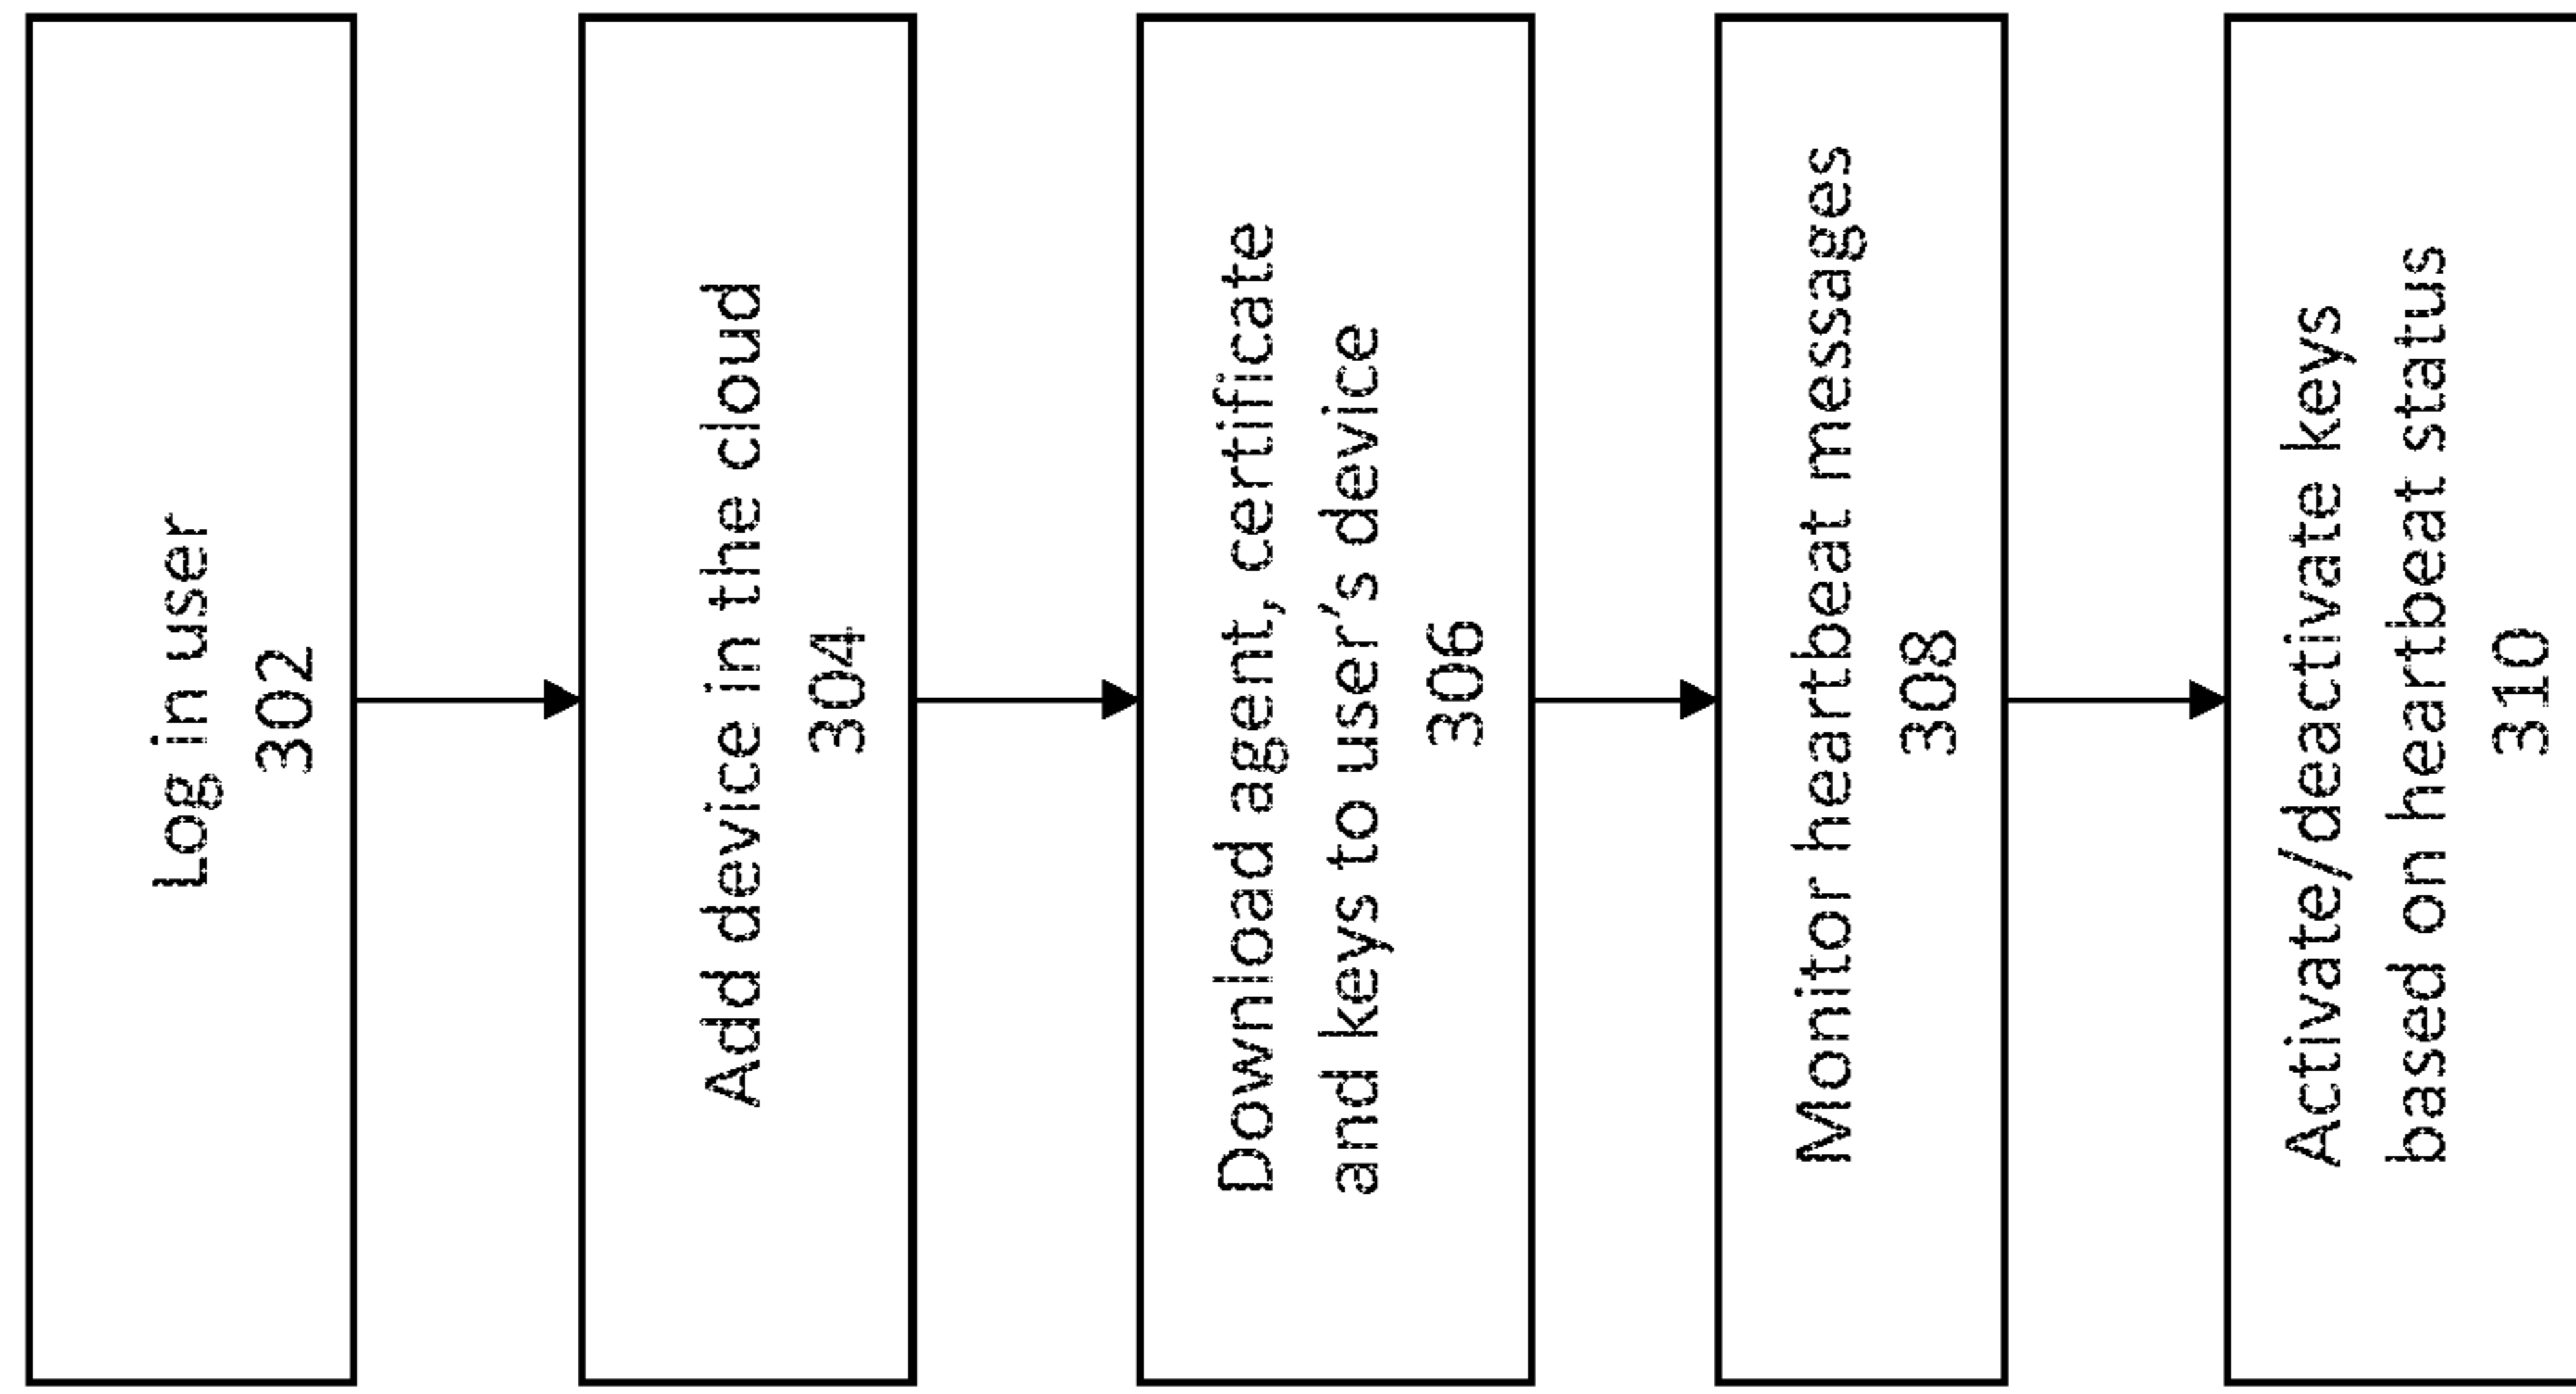 Log in user
302
Add device in the cloud
304
Download agent, certificate
and keys to user's device
306
Monitor heartbeat messages
308
Activate/deactivate keys
based on heartbeat status
310